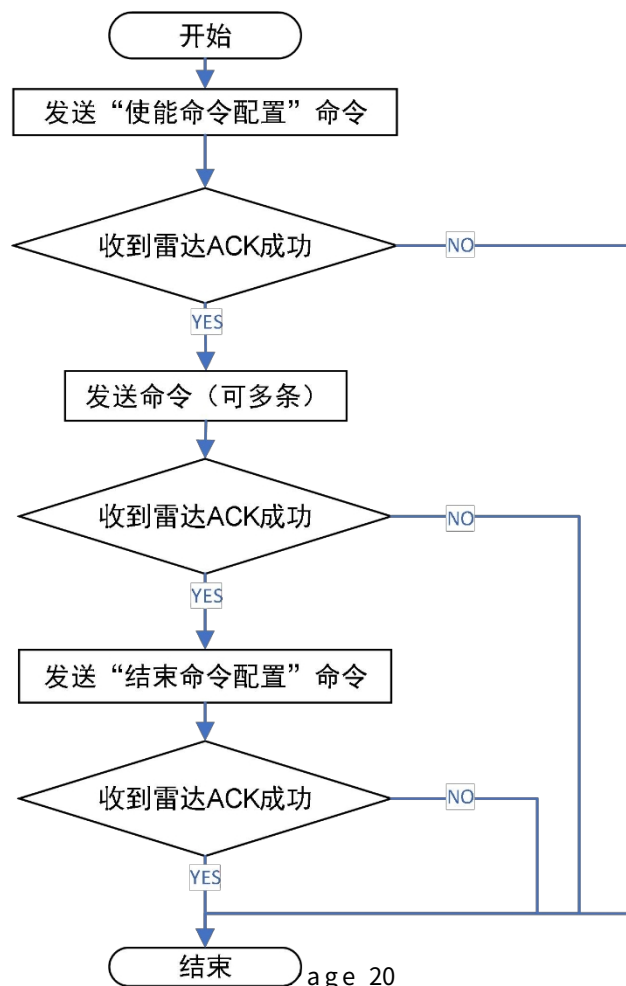 开始
发送“使能命令配置”命令
收到雷达ACK成功
NO
YES
发送命令（可多条）
收到雷达ACK成功
NO
YES
发送“结束命令配置”命令
收到雷达ACK成功
NO
YES
结束
age 20